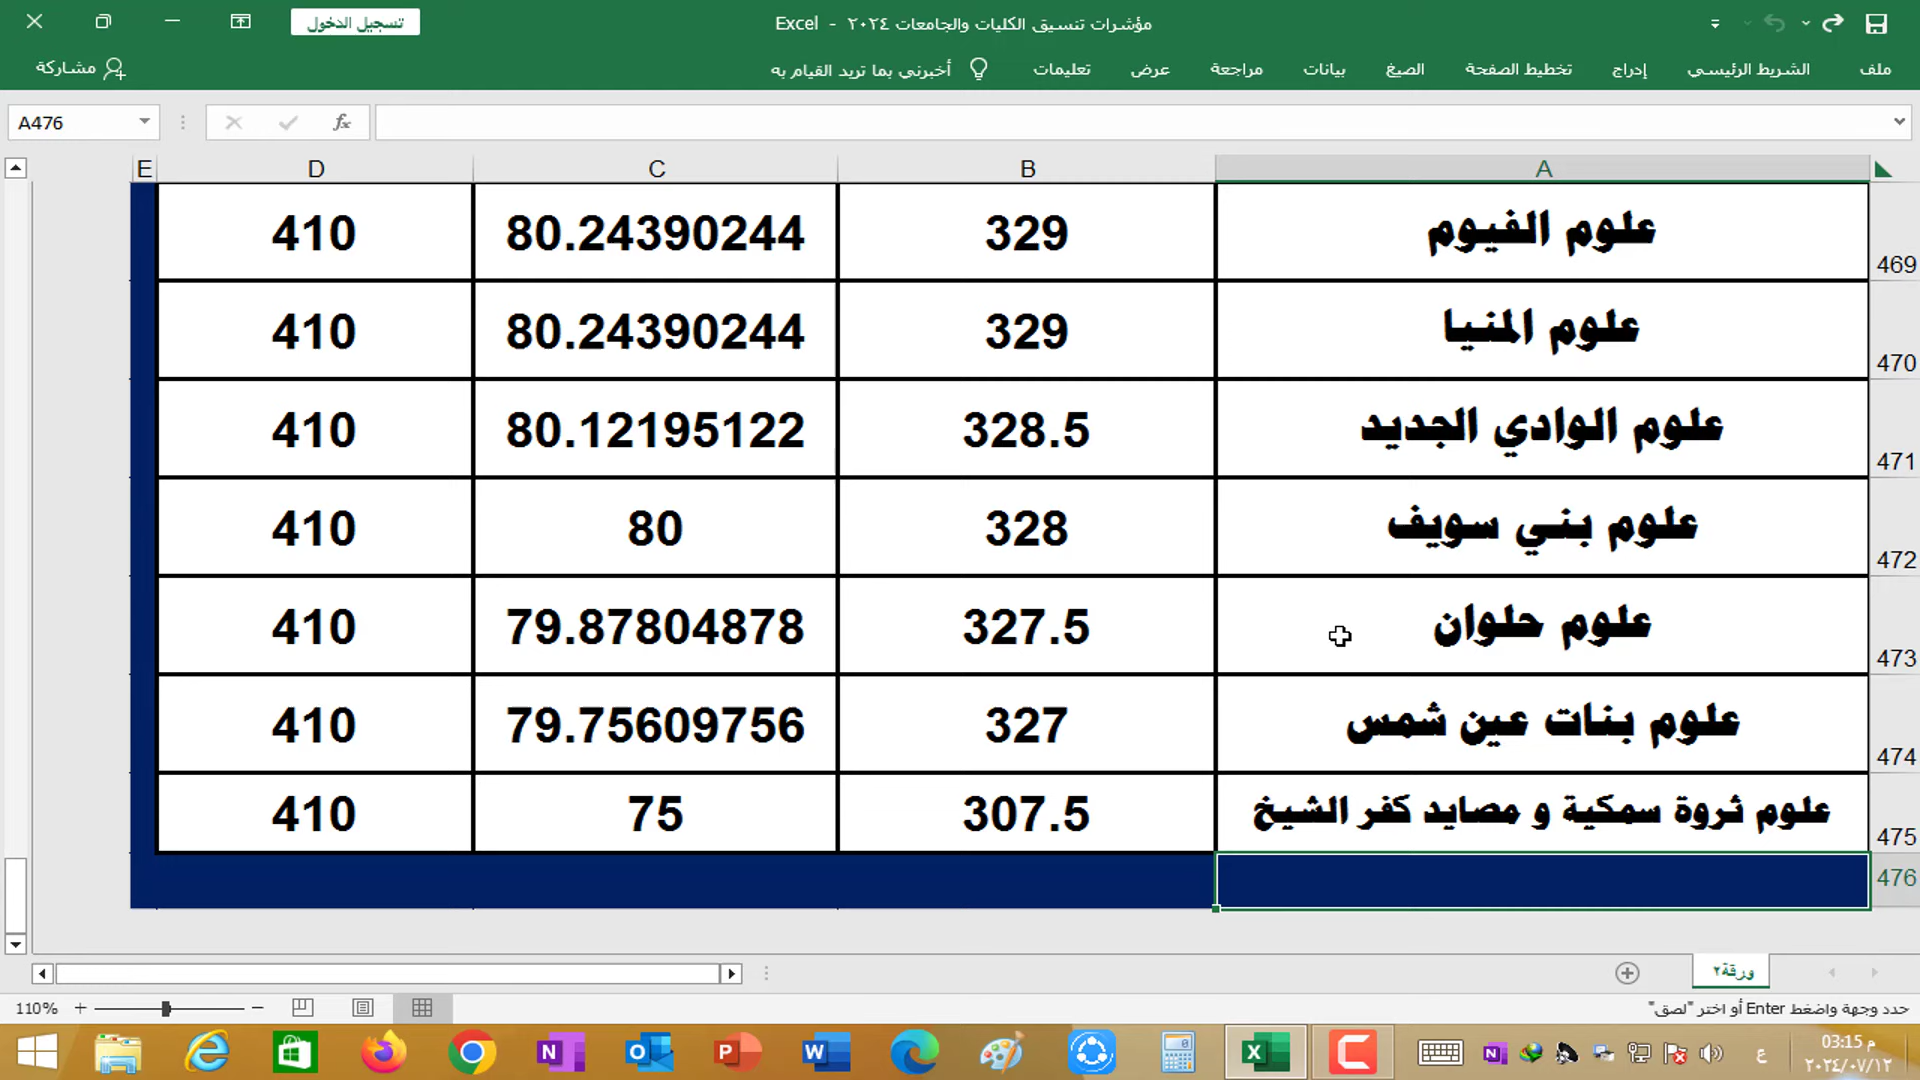 مؤشرات تنسيق الكليات والجامعات ٢٠٢٤ - Excel
تسجيل الدخول
ملف
الشريط الرئيسي
إدراج
تخطيط الصفحة
الصيغ
بيانات
مراجعة
عرض
تعليمات
أخبرني بما تريد القيام به
مشاركة
A476
fx
A B C D E
469 علوم الفيوم 329 80.24390244 410
470 علوم المنيا 329 80.24390244 410
471 علوم الوادي الجديد 328.5 80.12195122 410
472 علوم بني سويف 328 80 410
473 علوم حلوان 327.5 79.87804878 410
474 علوم بنات عين شمس 327 79.75609756 410
475 علوم ثروة سمكية و مصايد كفر الشيخ 307.5 75 410
476
ورقة٢
حدد وجهة واضغط Enter أو اختر "لصق"
110%
ع
03:15 م
٢٠٢٤/٠٧/١٢